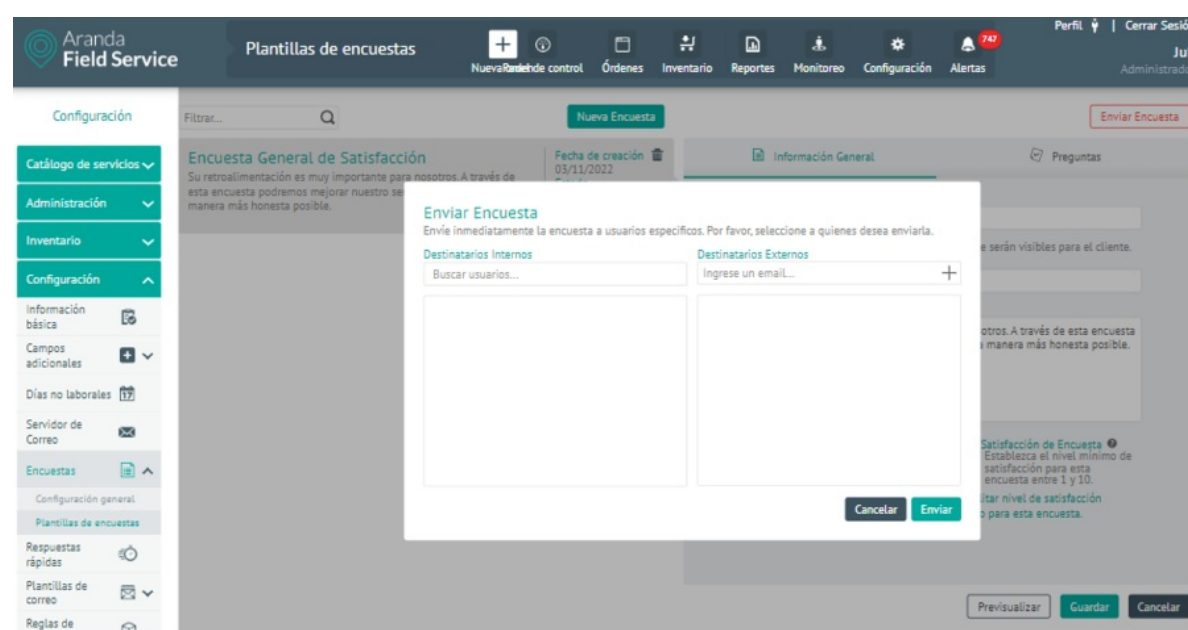 Aranda
Field Service
Plantillas de encuestas
Perfil | Cerrar Sesió
Ju
Administrado
de control
Órdenes
Inventario
Reportes
Monitoreo
Configuración
747
Alertas
Configuración
Catálogo de servicios
Administración
Inventario
Configuración
Información
básica
Campos
adicionales
Días no laborales
Servidor de
Correo
Encuestas
Configuración general
Plantillas de encuestas
Respuestas
rápidas
Plantillas de
correo
Reglas de
Filtrar...
Nueva Encuesta
Enviar Encuesta
Encuesta General de Satisfacción
Su retroalimentación es muy importante para nosotros. A través de
esta encuesta podremos mejorar nuestro se
manera más honesta posible.
Fecha de creación
03/11/2022
Información General
Preguntas
Enviar Encuesta
Envíe inmediatamente la encuesta a usuarios específicos. Por favor, seleccione a quienes desea enviarla.
Destinatarios Internos
Buscar usuarios...
Destinatarios Externos
Ingrese un email...
Cancelar
Enviar
e serán visibles para el cliente.
otros. A través de esta encuesta
manera más honesta posible.
Satisfacción de Encuesta
Establezca el nivel mínimo de
satisfacción para esta
encuesta entre 1 y 10.
itar nivel de satisfacción
o para esta encuesta.
Previsualizar
Guardar
Cancelar